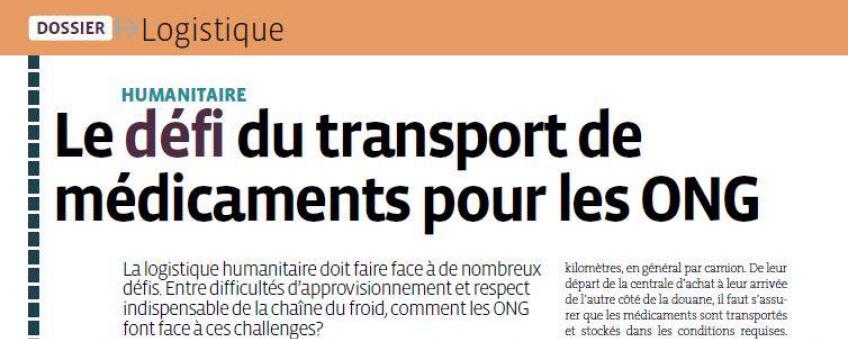 DOSSIER Logistique
HUMANITAIRE
Le défi du transport de
médicaments pour les ONG
La logistique humanitaire doit faire face à de nombreux
défis. Entre difficultés d’approvisionnement et respect
indispensable de la chaîne du froid, comment les ONG
font face à ces challenges?
kilomètres, en général par camion. De leur
départ de la centrale d’achat à leur arrivée
de l’autre côté de la douane, il faut s’assu-
rer que les médicaments sont transportés
et stockés dans les conditions requises.